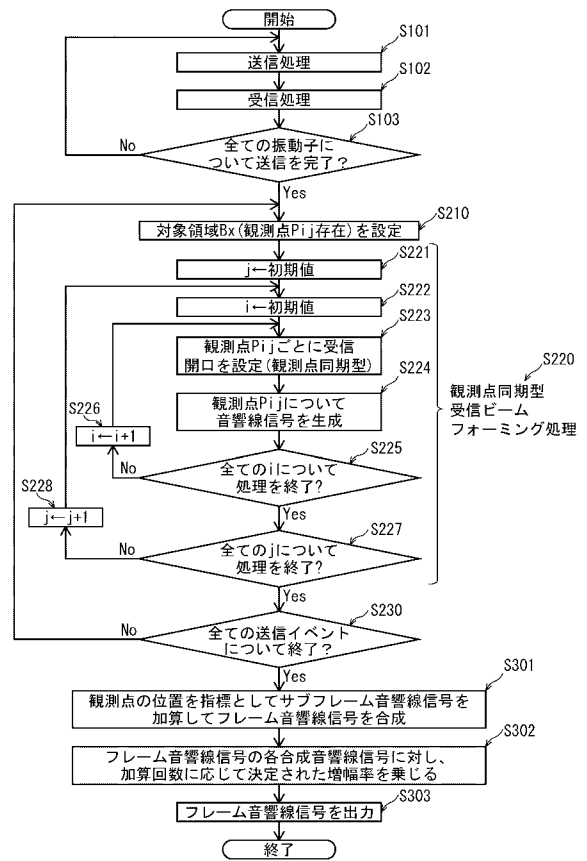 開始
S101
送信処理
S102
受信処理
S103
全ての振動子に
ついて送信を完了？
No
Yes
S210
対象領域Bx(観測点Pij存在)を設定
S221
j←初期値
S222
i←初期値
S223
観測点Pijごとに受信
開口を設定(観測点同期型)
S224
観測点Pijについて
音響線信号を生成
S220
観測点同期型
受信ビーム
フォーミング処理
S226
i←i+1
S225
全てのiについて
処理を終了?
No
Yes
S228
j←j+1
S227
全てのjについて
処理を終了?
No
Yes
S230
全ての送信イベント
について終了？
No
Yes
S301
観測点の位置を指標としてサブフレーム音響線信号を
加算してフレーム音響線信号を合成
S302
フレーム音響線信号の各合成音響線信号に対し、
加算回数に応じて決定された増幅率を乗じる
S303
フレーム音響線信号を出力
終了